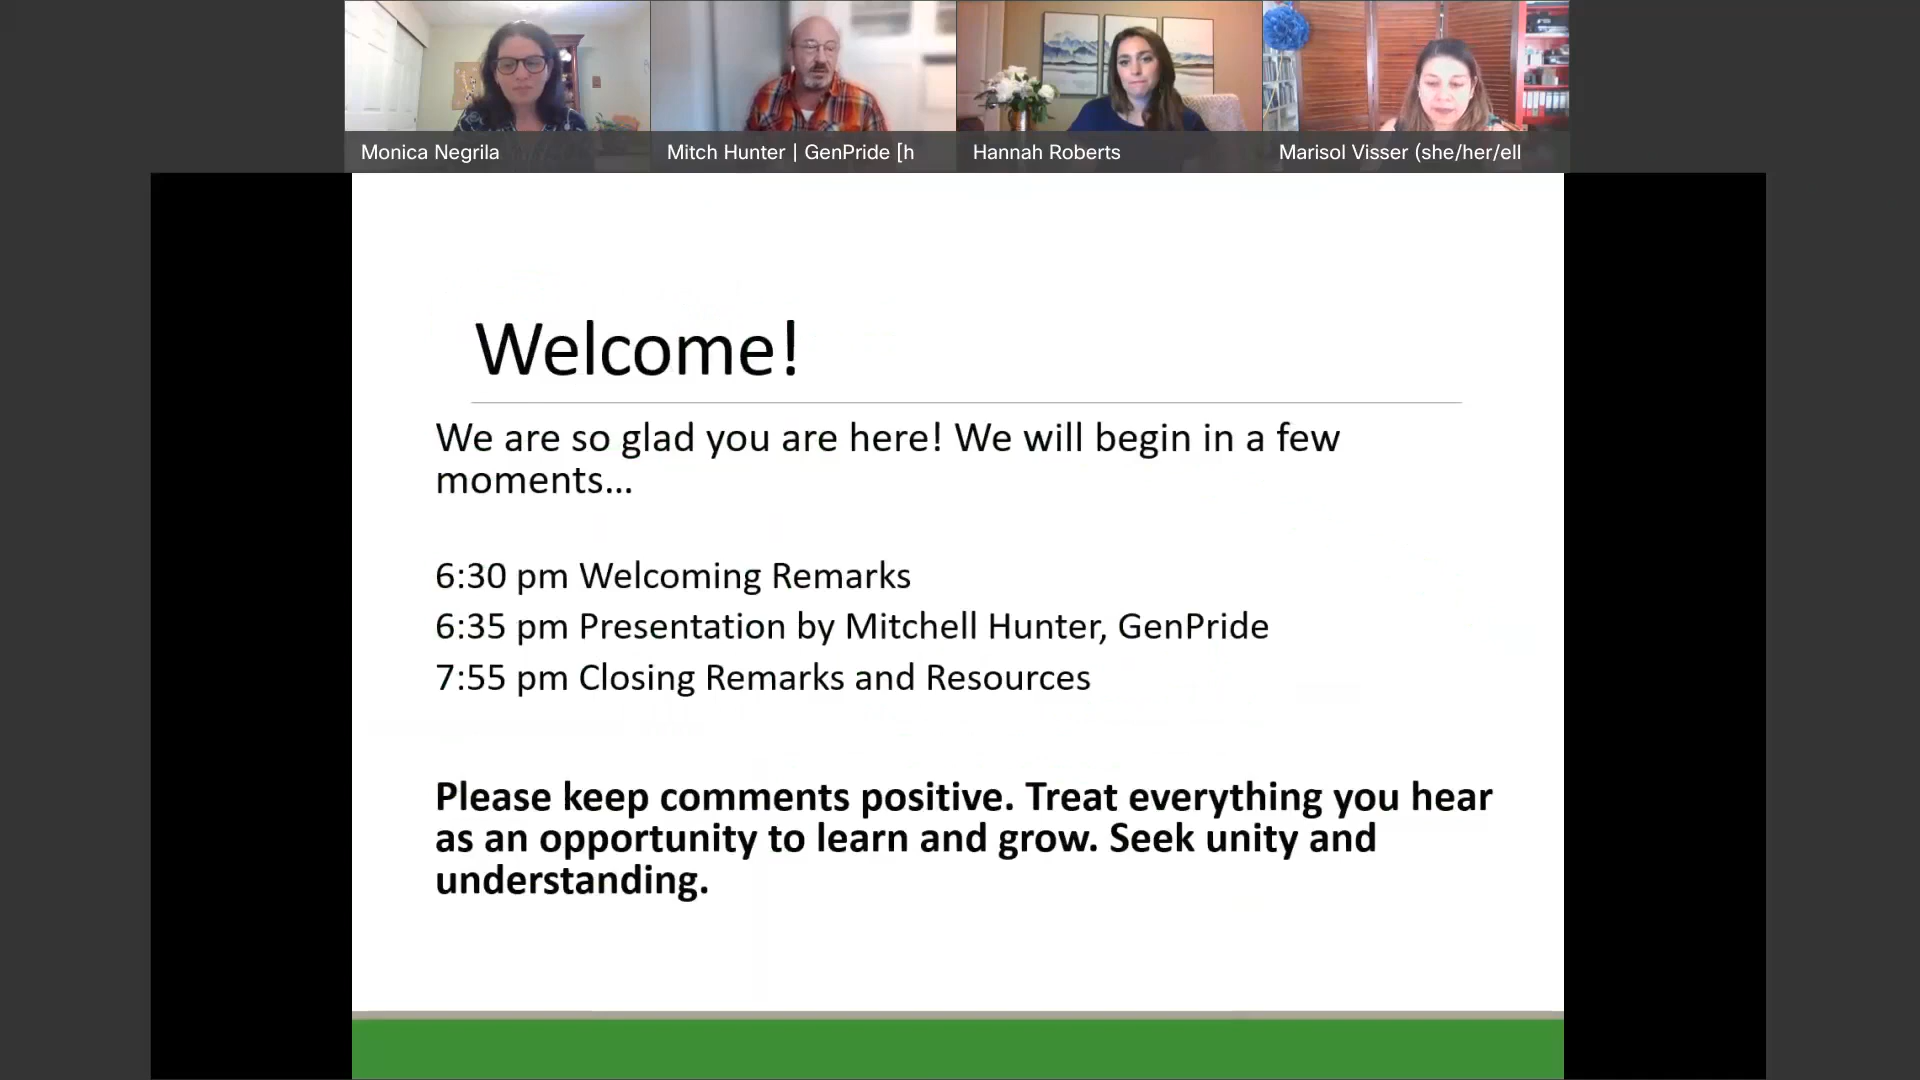 Monica Negrila
Mitch Hunter | GenPride [h
Hannah Roberts
Marisol Visser (she/her/ell
Welcome!
We are so glad you are here! We will begin in a few
moments...
6:30 pm Welcoming Remarks
6:35 pm Presentation by Mitchell Hunter, GenPride
7:55 pm Closing Remarks and Resources
Please keep comments positive. Treat everything you hear
as an opportunity to learn and grow. Seek unity and
understanding.